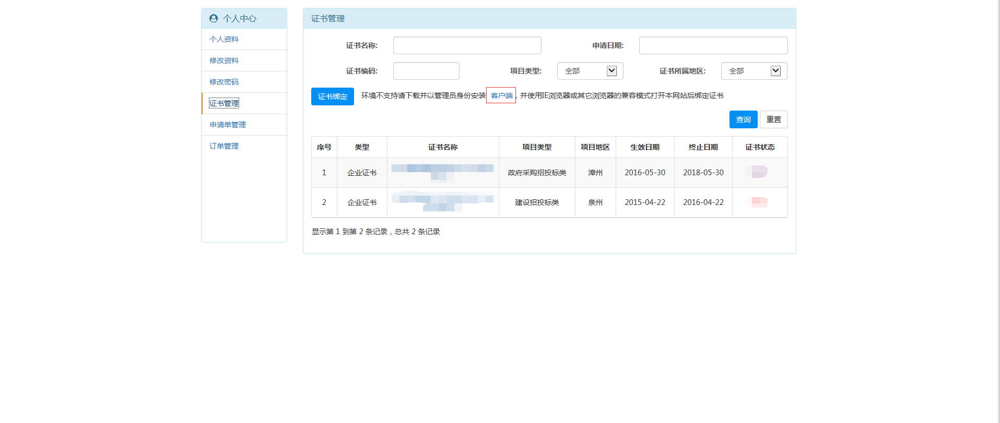 个人中心
个人资料
修改资料
修改密码
证书管理
申请单管理
订单管理
证书管理
证书名称:
申请日期:
证书编码:
项目类型: 全部
证书所属地区: 全部
证书绑定 环境不支持请下载并以管理员身份安装 客户端, 并使用IE浏览器或其它浏览器的兼容模式打开本网站后绑定证书
查询 重置
序号 类型 证书名称 项目类型 项目地区 生效日期 终止日期 证书状态
1 企业证书 政府采购招投标类 漳州 2016-05-30 2018-05-30
2 企业证书 建设招投标类 泉州 2015-04-22 2016-04-22
显示第 1 到第 2 条记录，总共 2 条记录